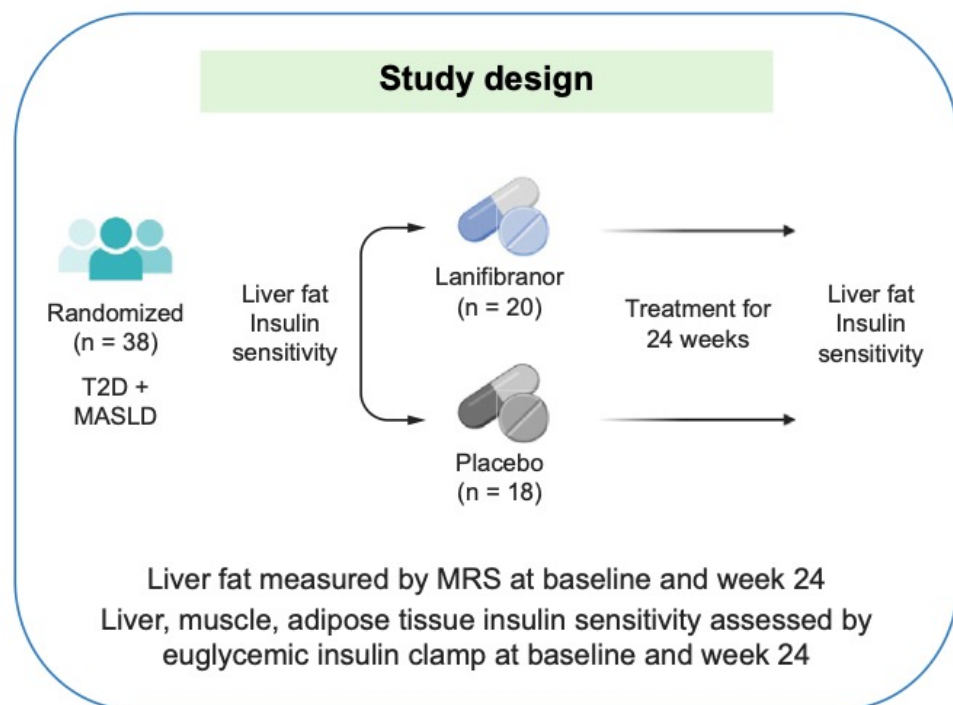 Study design
Randomized
(n = 38)
T2D +
MASLD
Liver fat
Insulin
sensitivity
Lanifibranor
(n = 20)
Placebo
(n = 18)
Treatment for
24 weeks
Liver fat
Insulin
sensitivity
Liver fat measured by MRS at baseline and week 24
Liver, muscle, adipose tissue insulin sensitivity assessed by
euglycemic insulin clamp at baseline and week 24